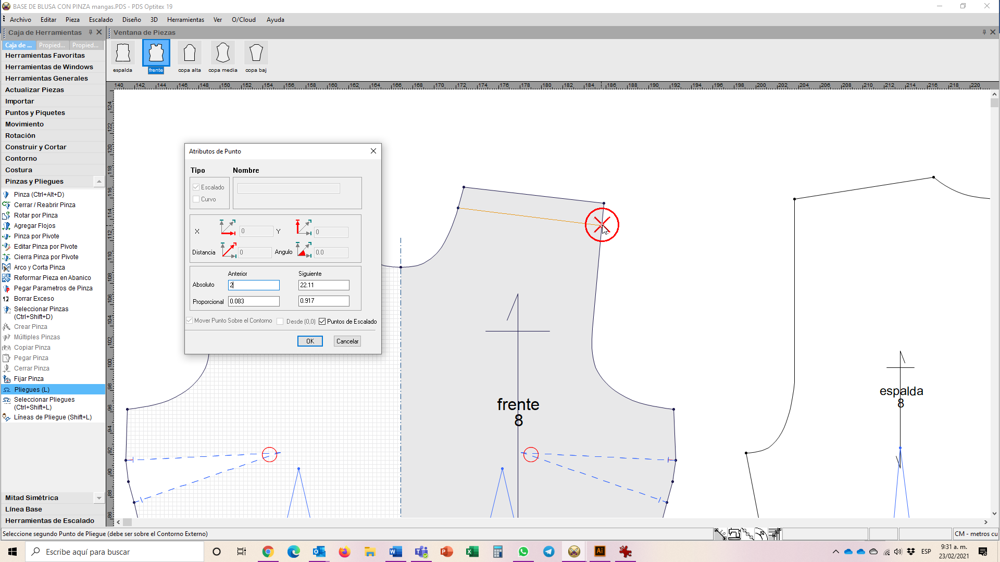 BASE DE BLUSA CON PINZA mangas.PDS - PDS Optitex 19
Archivo Editar Pieza Escalado Diseño 3D Herramientas Ver O/Cloud Ayuda
Caja de Herramientas
Ventana de Piezas
Caja de ... Propied... Propied...
Herramientas Favoritas
Herramientas de Windows
Herramientas Generales
Actualizar Piezas
Importar
Puntos y Piquetes
Movimiento
Rotación
Construir y Cortar
Contorno
Costura
Pinzas y Pliegues
Pinza (Ctrl+Alt+D)
Cerrar / Reabrir Pinza
Rotar por Pinza
Agregar Flojos
Pinza por Pivote
Editar Pinza por Pivote
Cierra Pinza por Pivote
Arco y Corta Pinza
Reformar Pieza en Abanico
Pegar Parametros de Pinza
Borrar Exceso
Seleccionar Pinzas
(Ctrl+Shift+D)
Crear Pinza
Múltiples Pinzas
Copiar Pinza
Pegar Pinza
Cerrar Pinza
Fijar Pinza
Pliegues (L)
Seleccionar Pliegues
(Ctrl+Shift+L)
Líneas de Pliegue (Shift+L)
Mitad Simétrica
Línea Base
Herramientas de Escalado
espalda frente copa alta copa media copa baj
140 142 144 146 148 150 152 154 156 158 160 162 164 166 168 170 172 174 176 178 180 182 184 186 188 190 192 194 196 198 200 202 204 206 208 210 212 214 216 218 220
124
122
120
118
116
114
112
110
108
106
104
102
100
98
96
94
92
90
88
86
Atributos de Punto
Tipo Nombre
Escalado
Curvo
X 0 Y 0
Distancia 0 Angulo 0.0
Anterior Siguiente
Absoluto 2 22.11
Proporcional 0.083 0.917
Mover Punto Sobre el Contorno Desde (0,0) Puntos de Escalado
OK Cancelar
frente
8
espalda
8
Seleccione segundo Punto de Pliegue (debe ser sobre el Contorno Externo)
CM - metros cu
Escribe aquí para buscar
ESP
9:31 a. m.
23/02/2021